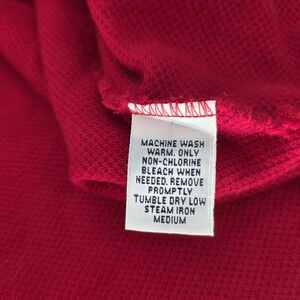 MACHINE WASH
WARM. ONLY
NON-CHLORINE
BLEACH WHEN
NEEDED. REMOVE
PROMPTLY
TUMBLE DRY LOW
STEAM IRON
MEDIUM